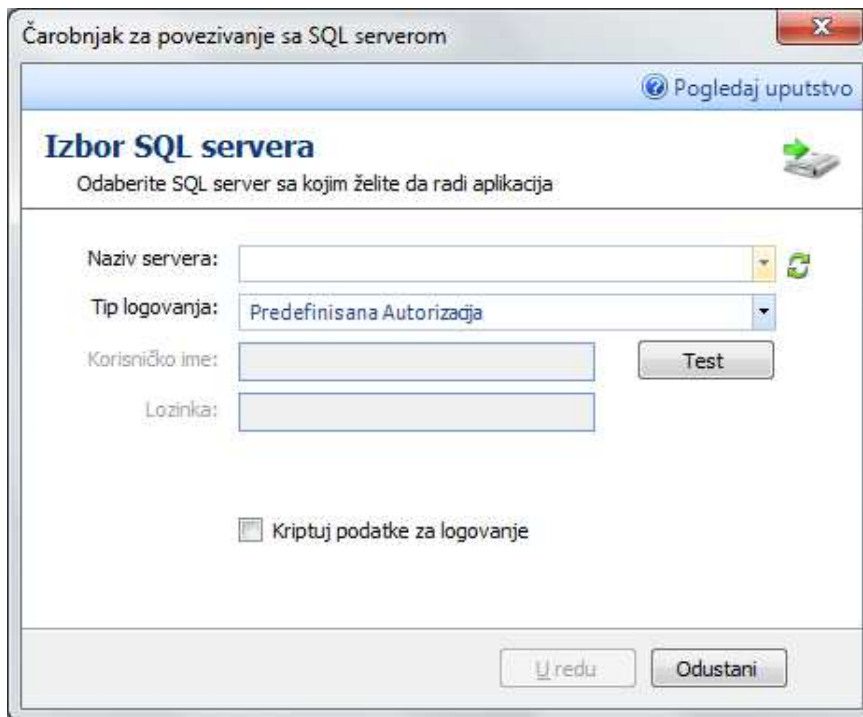 Čarobnjak za povezivanje sa SQL serverom
Pogledaj uputstvo
Izbor SQL servera
Odaberite SQL server sa kojim želite da radi aplikacija
Naziv servera:
Tip logovanja: Predefinisana Autorizacija
Korisničko ime: Test
Lozinka:
Kriptuj podatke za logovanje
U redu Odustani